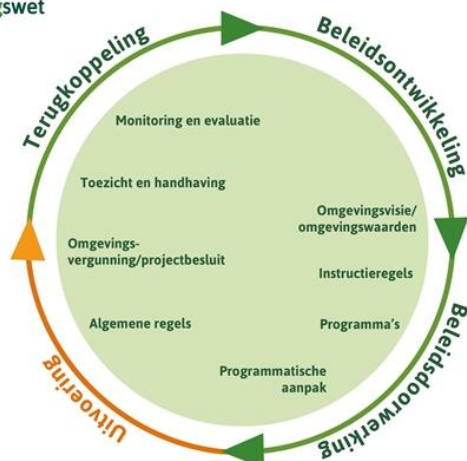 gswet
Terugkoppeling
Beleidsontwikkeling
Monitoring en evaluatie
Toezicht en handhaving
Omgevingsvisie/
omgevingswaarden
Omgevings-
vergunning/projectbesluit
Instructieregels
Algemene regels
Programma's
Programmatische
aanpak
Uitvoering
Beleidsdoorwerking